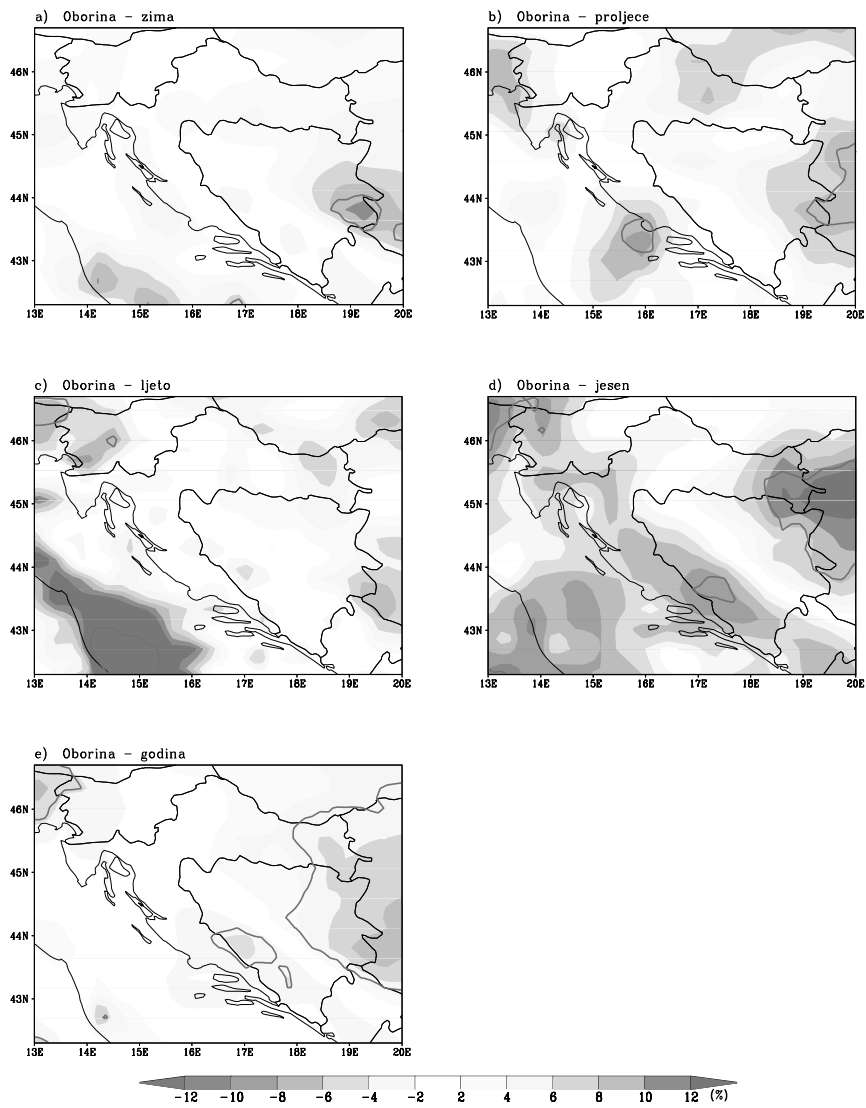 a) Oborina – zima
46N
45N
44N
43N
13E 14E 15E 16E 17E 18E 19E 20E
b) Oborina – proljece
46N
45N
44N
43N
13E 14E 15E 16E 17E 18E 19E 20E
c) Oborina – ljeto
46N
45N
44N
43N
13E 14E 15E 16E 17E 18E 19E 20E
d) Oborina – jesen
46N
45N
44N
43N
13E 14E 15E 16E 17E 18E 19E 20E
e) Oborina – godina
46N
45N
44N
43N
13E 14E 15E 16E 17E 18E 19E 20E
-12 -10 -8 -6 -4 -2 2 4 6 8 10 12 (%)